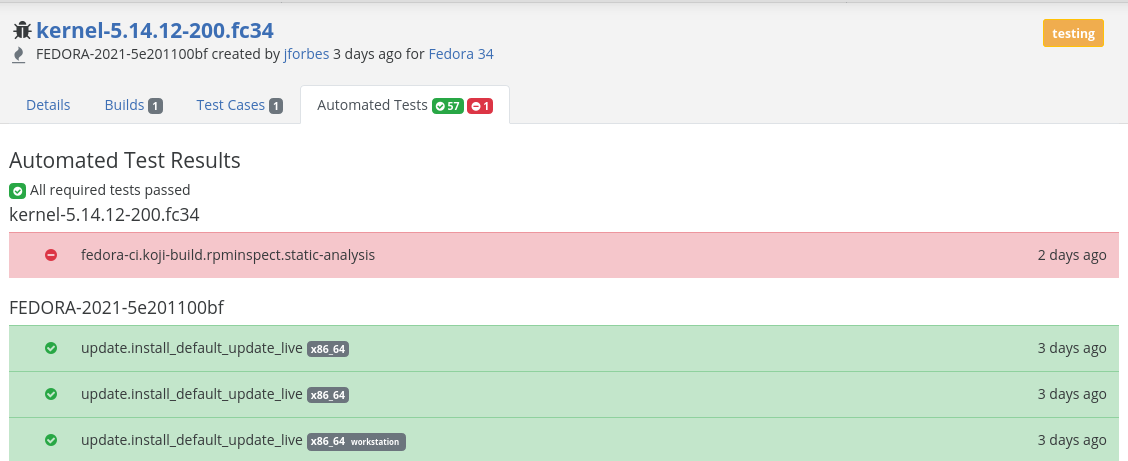 kernel-5.14.12-200.fc34
testing
FEDORA-2021-5e201100bf created by jforbes 3 days ago for Fedora 34
Details Builds 1 Test Cases 1 Automated Tests 57 1
Automated Test Results
All required tests passed
kernel-5.14.12-200.fc34
fedora-ci.koji-build.rpminspect.static-analysis 2 days ago
FEDORA-2021-5e201100bf
update.install_default_update_live x86_64 3 days ago
update.install_default_update_live x86_64 3 days ago
update.install_default_update_live x86_64 workstation 3 days ago